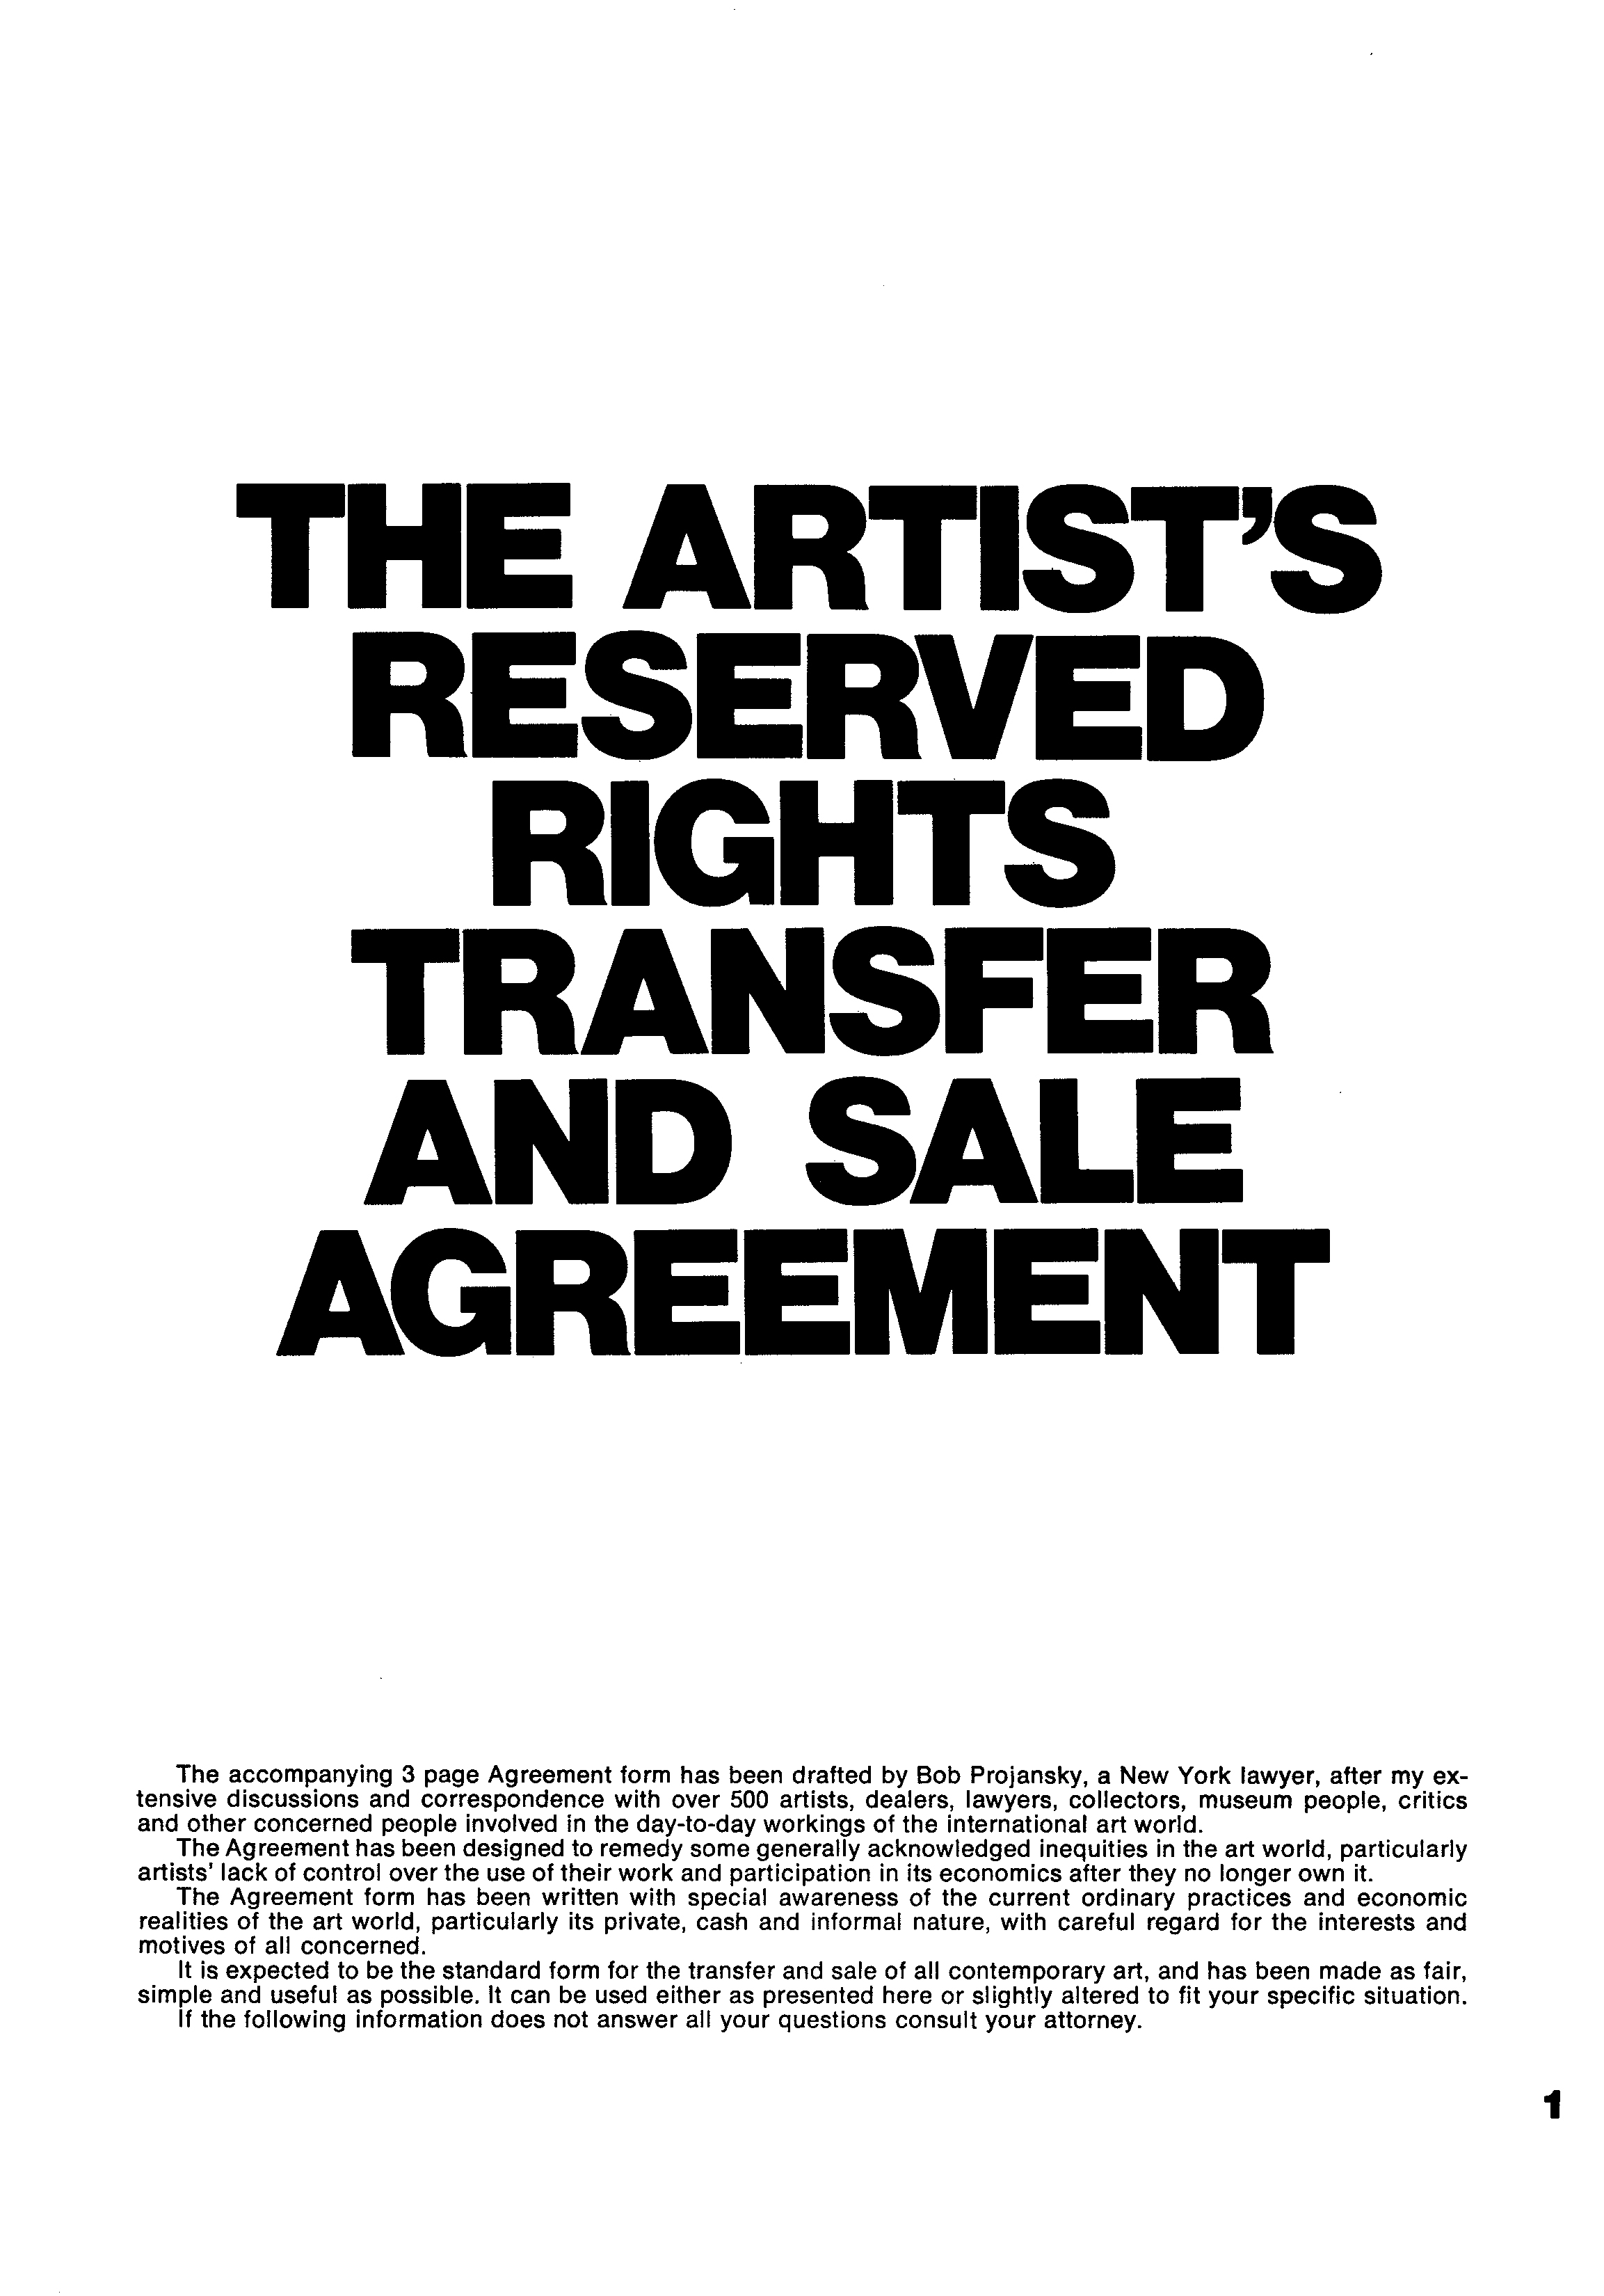 THE ARTIST'S
RESERVED
RIGHTS
TRANSFER
AND SALE
AGREEMENT
The accompanying 3 page Agreement form has been drafted by Bob Projansky, a New York lawyer, after my ex-
tensive discussions and correspondence with over 500 artists, dealers, lawyers, collectors, museum people, critics
and other concerned people involved in the day-to-day workings of the international art world.
The Agreement has been designed to remedy some generally acknowledged inequities in the art world, particularly
artists' lack of control over the use of their work and participation in its economics after they no longer own it.
The Agreement form has been written with special awareness of the current ordinary practices and economic
realities of the art world, particularly its private, cash and informal nature, with careful regard for the interests and
motives of all concerned.
It is expected to be the standard form for the transfer and sale of all contemporary art, and has been made as fair,
simple and useful as possible. It can be used either as presented here or slightly altered to fit your specific situation.
If the following information does not answer all your questions consult your attorney.
1